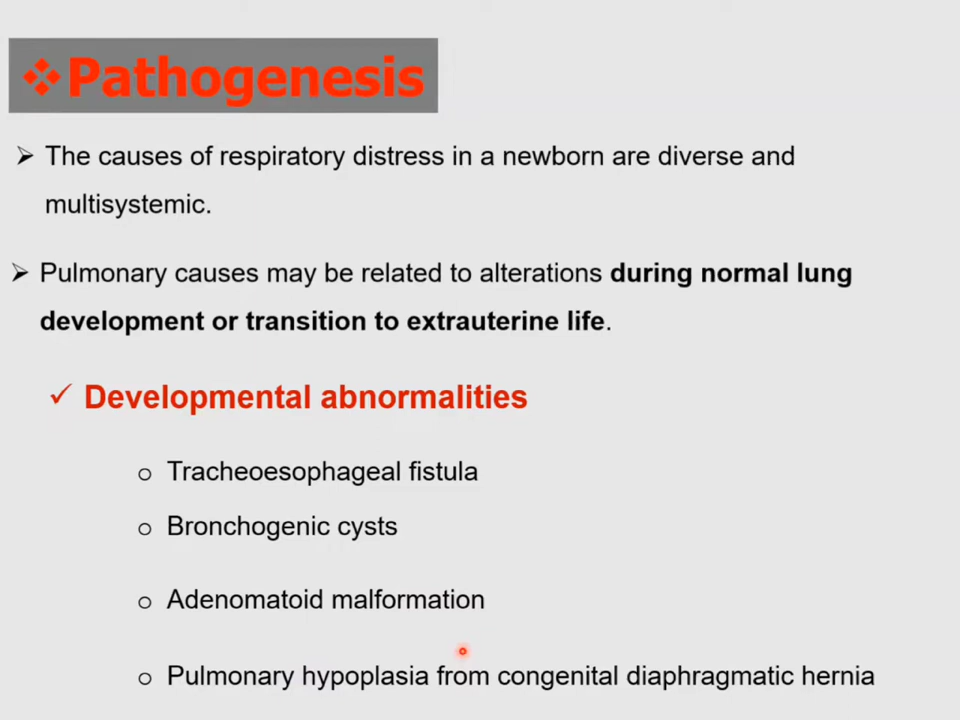 ❖Pathogenesis
➢ The causes of respiratory distress in a newborn are diverse and
multisystemic.
➢ Pulmonary causes may be related to alterations during normal lung
development or transition to extrauterine life.
✓ Developmental abnormalities
o Tracheoesophageal fistula
o Bronchogenic cysts
o Adenomatoid malformation
o Pulmonary hypoplasia from congenital diaphragmatic hernia